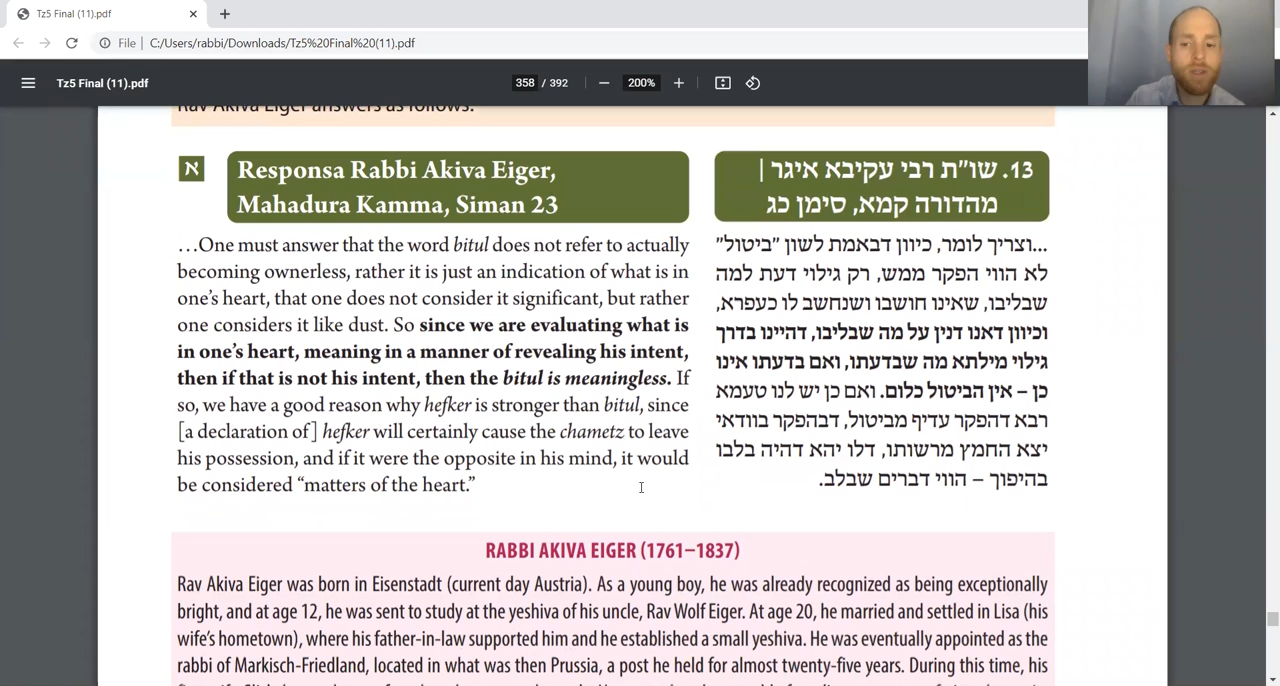 Tz5 Final (11).pdf
File
C:/Users/rabbi/Downloads/Tz5%20Final%20(11).pdf
Tz5 Final (11).pdf
358 / 392
200%
Rav Akiva Eiger answers as follows:
א
Responsa Rabbi Akiva Eiger,
Mahadura Kamma, Siman 23
…One must answer that the word bitul does not refer to actually
becoming ownerless, rather it is just an indication of what is in
one’s heart, that one does not consider it significant, but rather
one considers it like dust. So since we are evaluating what is
in one’s heart, meaning in a manner of revealing his intent,
then if that is not his intent, then the bitul is meaningless. If
so, we have a good reason why hefker is stronger than bitul, since
[a declaration of] hefker will certainly cause the chametz to leave
his possession, and if it were the opposite in his mind, it would
be considered “matters of the heart.”
13. שו"ת רבי עקיבא איגר |
מהדורה קמא, סימן כג
...וצריך לומר, כיוון דבאמת לשון "ביטול"
לא הווי הפקר ממש, רק גילוי דעת למה
שבליבו, שאינו חושבו ושנחשב לו כעפרא,
וכיוון דאנו דנין על מה שבליבו, דהיינו בדרך
גילוי מילתא מה שבדעתו, ואם בדעתו אינו
כן – אין הביטול כלום. ואם כן יש לנו טעמא
רבא דהפקר עדיף מביטול, דבהפקר בוודאי
יצא החמץ מרשותו, דלו יהא דהיה בלבו
בהיפוך – הווי דברים שבלב.
RABBI AKIVA EIGER (1761–1837)
Rav Akiva Eiger was born in Eisenstadt (current day Austria). As a young boy, he was already recognized as being exceptionally
bright, and at age 12, he was sent to study at the yeshiva of his uncle, Rav Wolf Eiger. At age 20, he married and settled in Lisa (his
wife’s hometown), where his father-in-law supported him and he established a small yeshiva. He was eventually appointed as the
rabbi of Markisch-Friedland, located in what was then Prussia, a post he held for almost twenty-five years. During this time, his